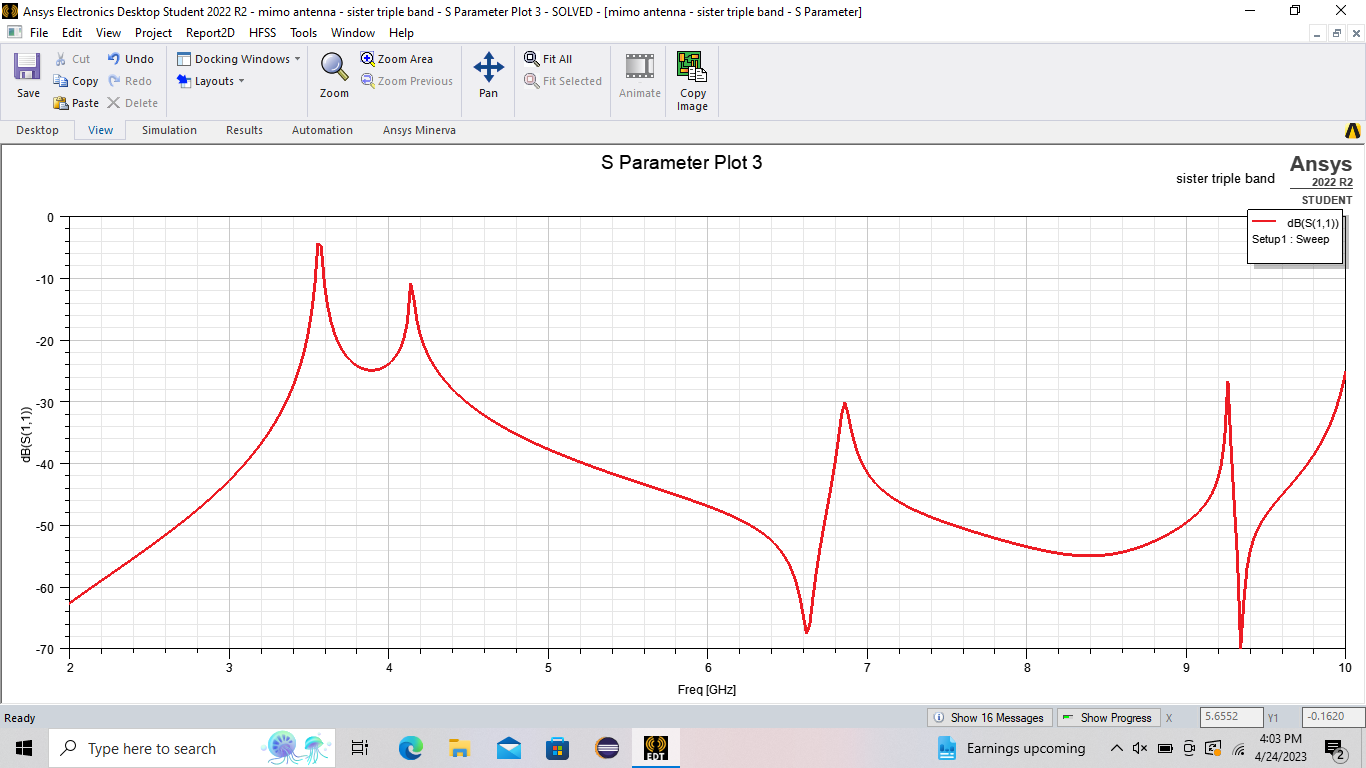 Ansys Electronics Desktop Student 2022 R2 - mimo antenna - sister triple band - S Parameter Plot 3 - SOLVED - [mimo antenna - sister triple band - S Parameter]
File Edit View Project Report2D HFSS Tools Window Help
Save
Cut
Copy
Paste
Undo
Redo
Delete
Docking Windows
Layouts
Zoom
Zoom Area
Zoom Previous
Pan
Fit All
Fit Selected
Animate
Copy
Image
Desktop View Simulation Results Automation Ansys Minerva
S Parameter Plot 3
sister triple band
Ansys
2022 R2
STUDENT
dB(S(1,1))
Setup1 : Sweep
dB(S(1,1))
0
-10
-20
-30
-40
-50
-60
-70
2 3 4 5 6 7 8 9 10
Freq [GHz]
Ready
Show 16 Messages
Show Progress
X 5.6552 Y1 -0.1620
Type here to search
EDT
Earnings upcoming
4:03 PM
4/24/2023
2